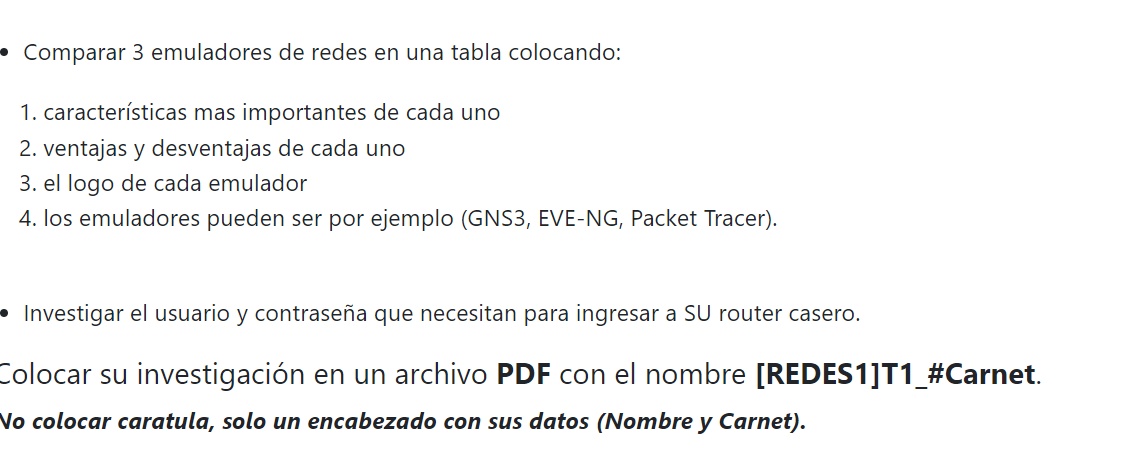 Comparar 3 emuladores de redes en una tabla colocando:
1. características mas importantes de cada uno
2. ventajas y desventajas de cada uno
3. el logo de cada emulador
4. los emuladores pueden ser por ejemplo (GNS3, EVE-NG, Packet Tracer).
Investigar el usuario y contraseña que necesitan para ingresar a SU router casero.
Colocar su investigación en un archivo PDF con el nombre [REDES1]T1_#Carnet.
No colocar caratula, solo un encabezado con sus datos (Nombre y Carnet).